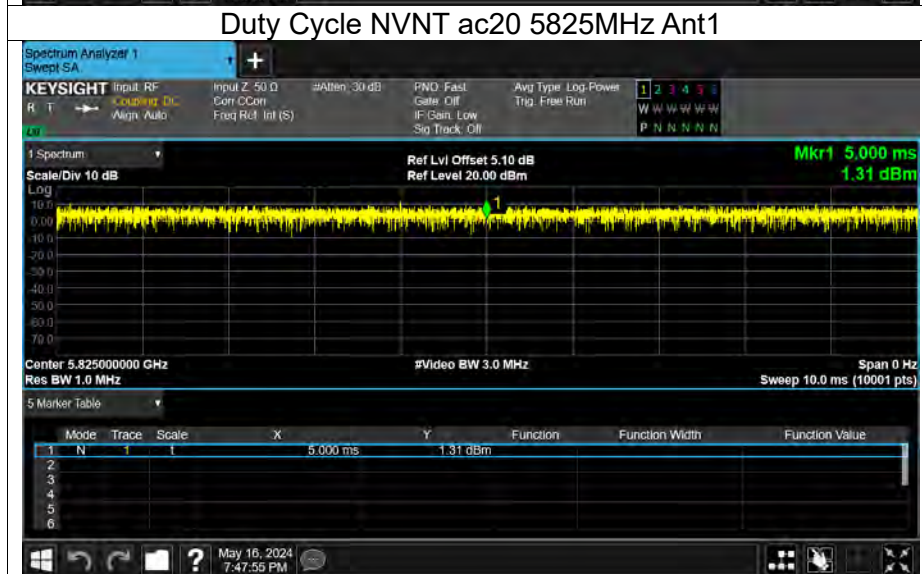 Duty Cycle NVNT ac20 5825MHz Ant1
Spectrum Analyzer 1
Swept SA
+
KEYSIGHT Input: RF Input Z: 50 Ω #Atten: 30 dB PNO: Fast Avg Type: Log-Power 1 2 3 4 5 6
R T Coupling: DC Corr CCorr Gate: Off Trig: Free Run W W W W W W
Align: Auto Freq Ref: Int (S) IF Gain: Low
Sig Track: Off P N N N N N
1 Spectrum
Ref Lvl Offset 5.10 dB Mkr1 5.000 ms
Scale/Div 10 dB Ref Level 20.00 dBm 1.31 dBm
Log
10.0
0.00
-10.0
-20.0
-30.0
-40.0
-50.0
-60.0
-70.0
1
Center 5.825000000 GHz #Video BW 3.0 MHz Span 0 Hz
Res BW 1.0 MHz Sweep 10.0 ms (10001 pts)
5 Marker Table
Mode Trace Scale X Y Function Function Width Function Value
1 N 1 t 5.000 ms 1.31 dBm
2
3
4
5
6
? May 16, 2024
7:47:55 PM